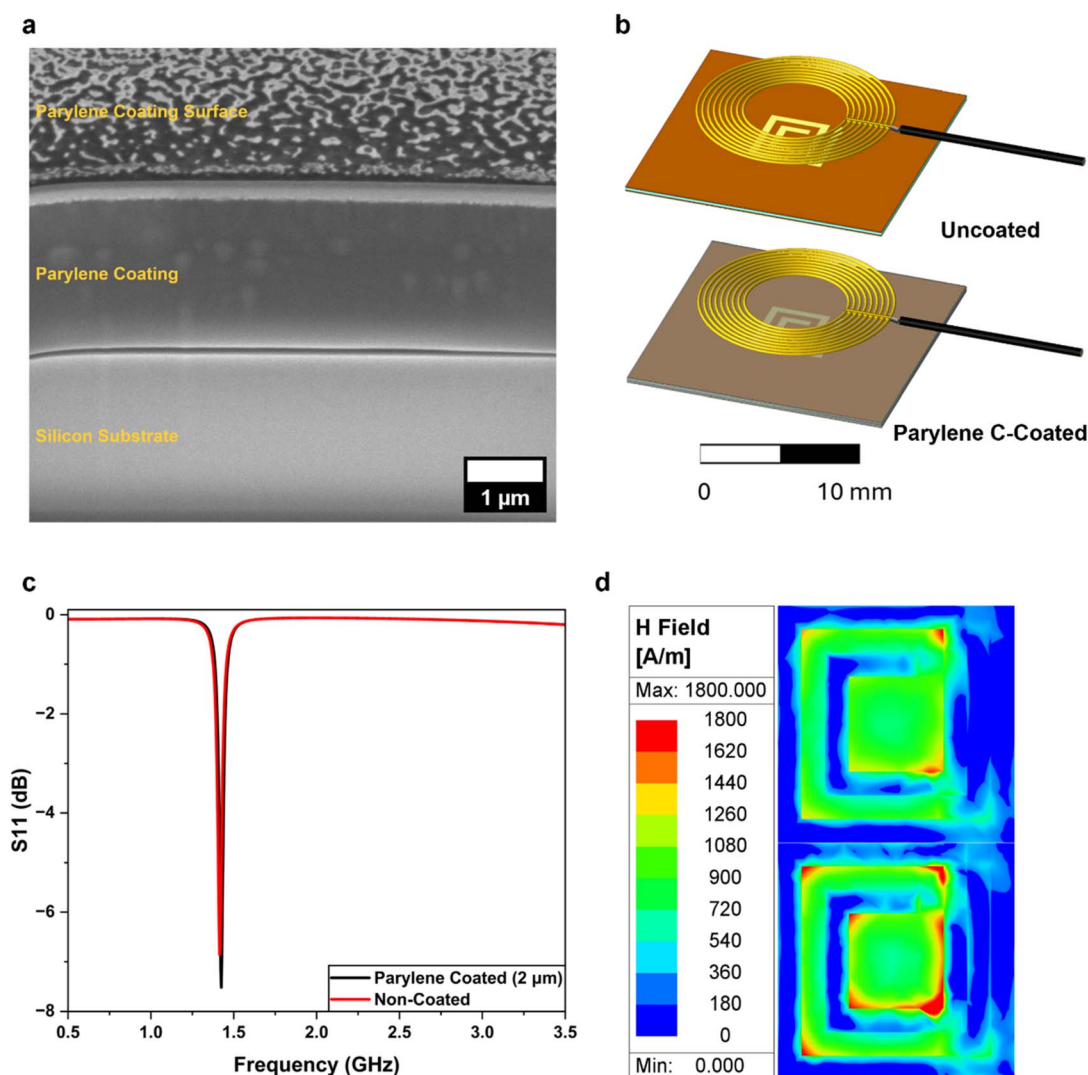 a
Parylene Coating Surface
Parylene Coating
Silicon Substrate
1 µm
b
Uncoated
Parylene C-Coated
0 10 mm
c
0
−2
−4
−6
−8
S11 (dB)
Parylene Coated (2 µm)
Non-Coated
0.5 1.0 1.5 2.0 2.5 3.0 3.5
Frequency (GHz)
d
H Field
[A/m]
Max: 1800.000
1800
1620
1440
1260
1080
900
720
540
360
180
0
Min: 0.000